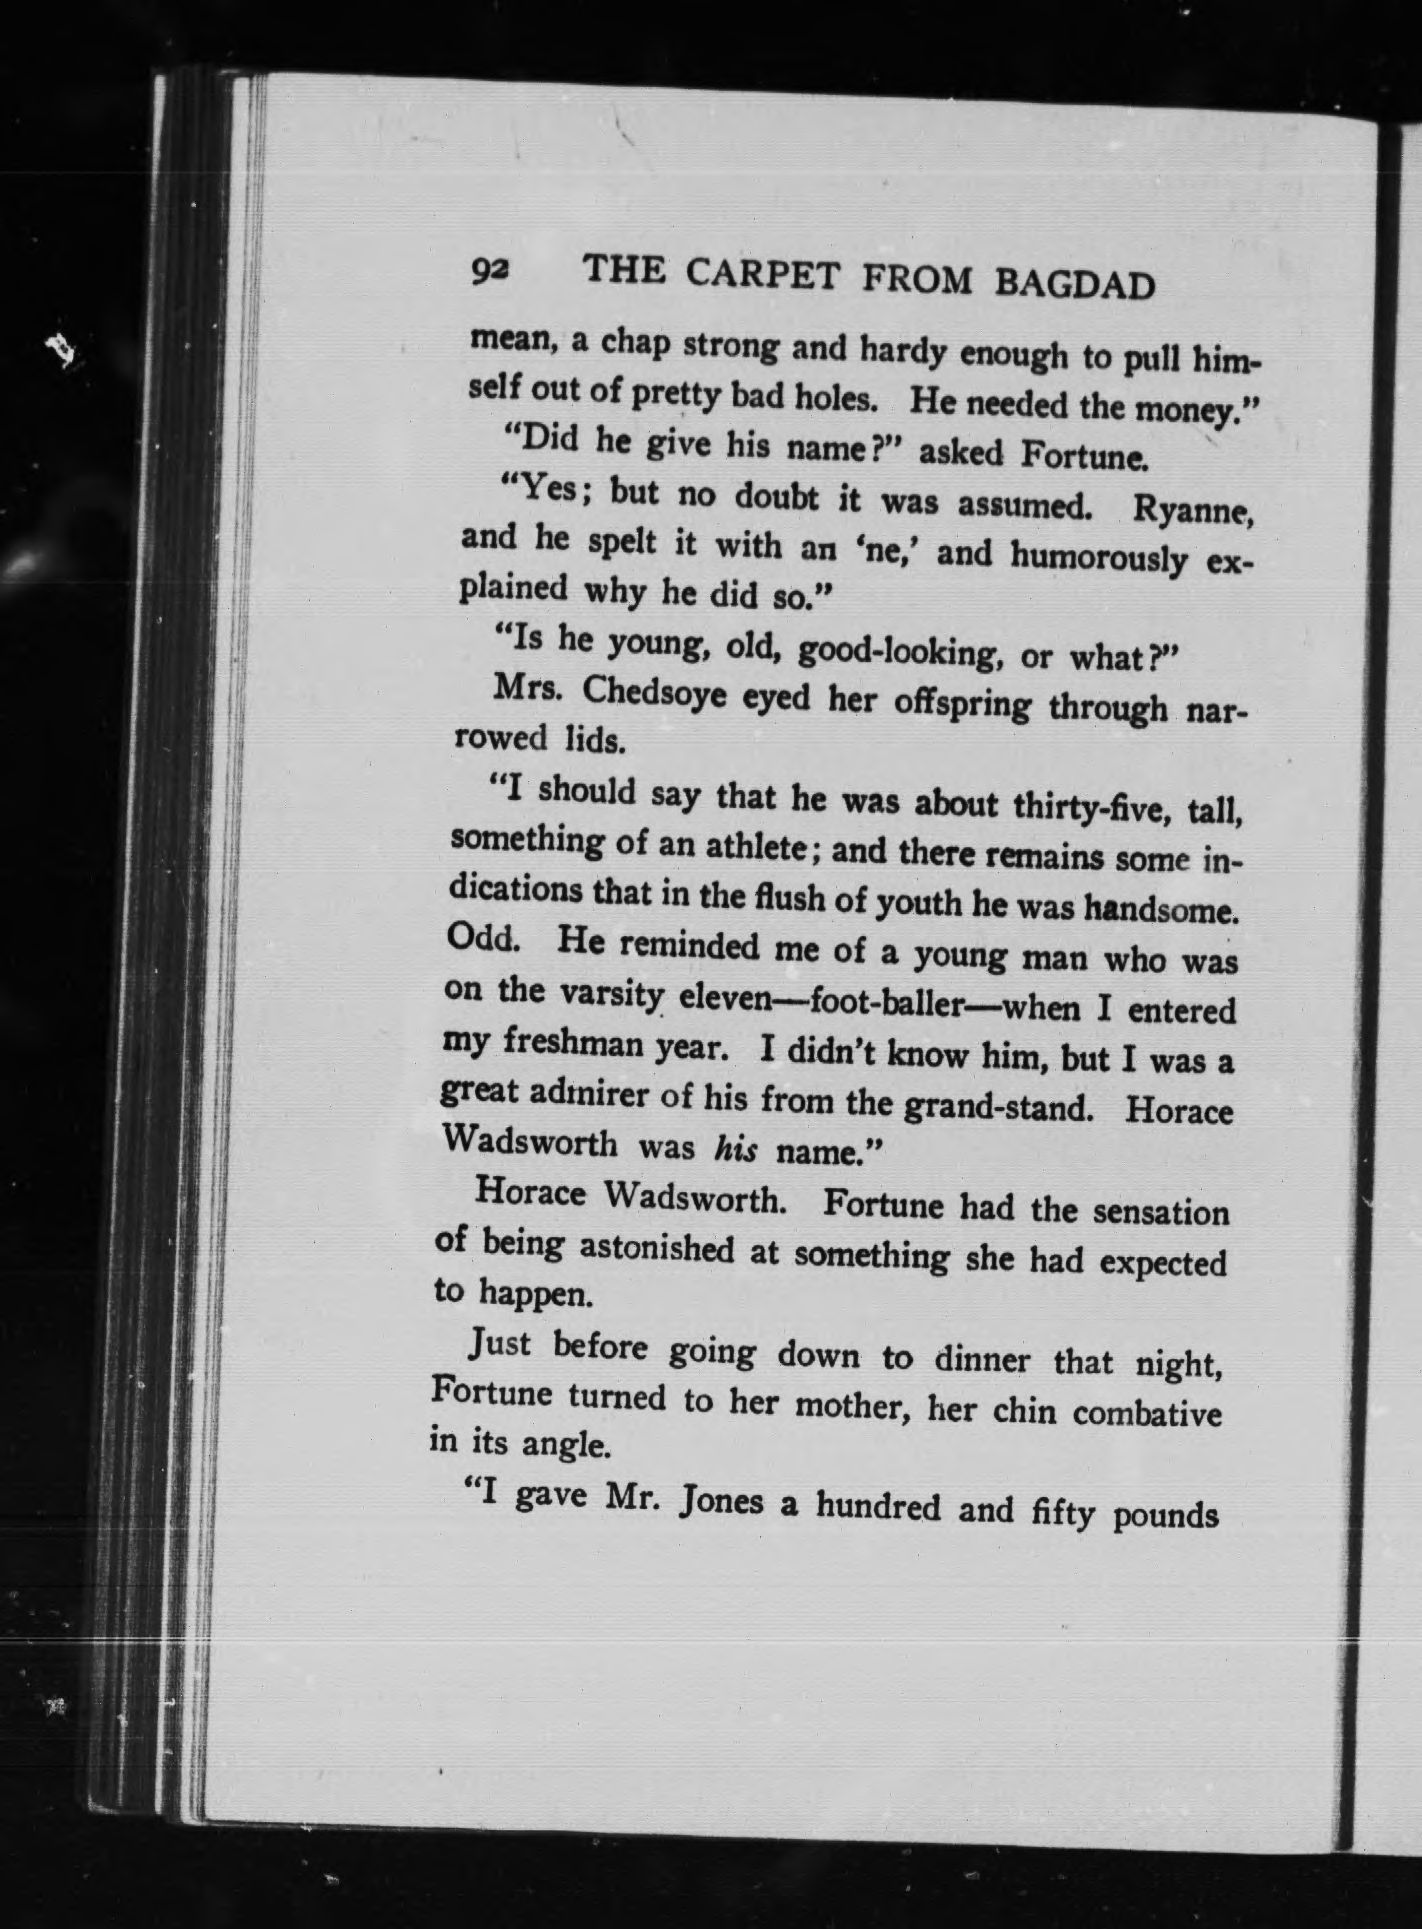 92 THE CARPET FROM BAGDAD
mean, a chap strong and hardy enough to pull him-
self out of pretty bad holes. He needed the money."
"Did he give his name?" asked Fortune.
"Yes; but no doubt it was assumed. Ryanne,
and he spelt it with an 'ne,' and humorously ex-
plained why he did so."
"Is he young, old, good-looking, or what?"
Mrs. Chedsoye eyed her offspring through nar-
rowed lids.
"I should say that he was about thirty-five, tall,
something of an athlete; and there remains some in-
dications that in the flush of youth he was handsome.
Odd. He reminded me of a young man who was
on the varsity eleven—foot-baller—when I entered
my freshman year. I didn't know him, but I was a
great admirer of his from the grand-stand. Horace
Wadsworth was his name."
Horace Wadsworth. Fortune had the sensation
of being astonished at something she had expected
to happen.
Just before going down to dinner that night,
Fortune turned to her mother, her chin combative
in its angle.
"I gave Mr. Jones a hundred and fifty pounds